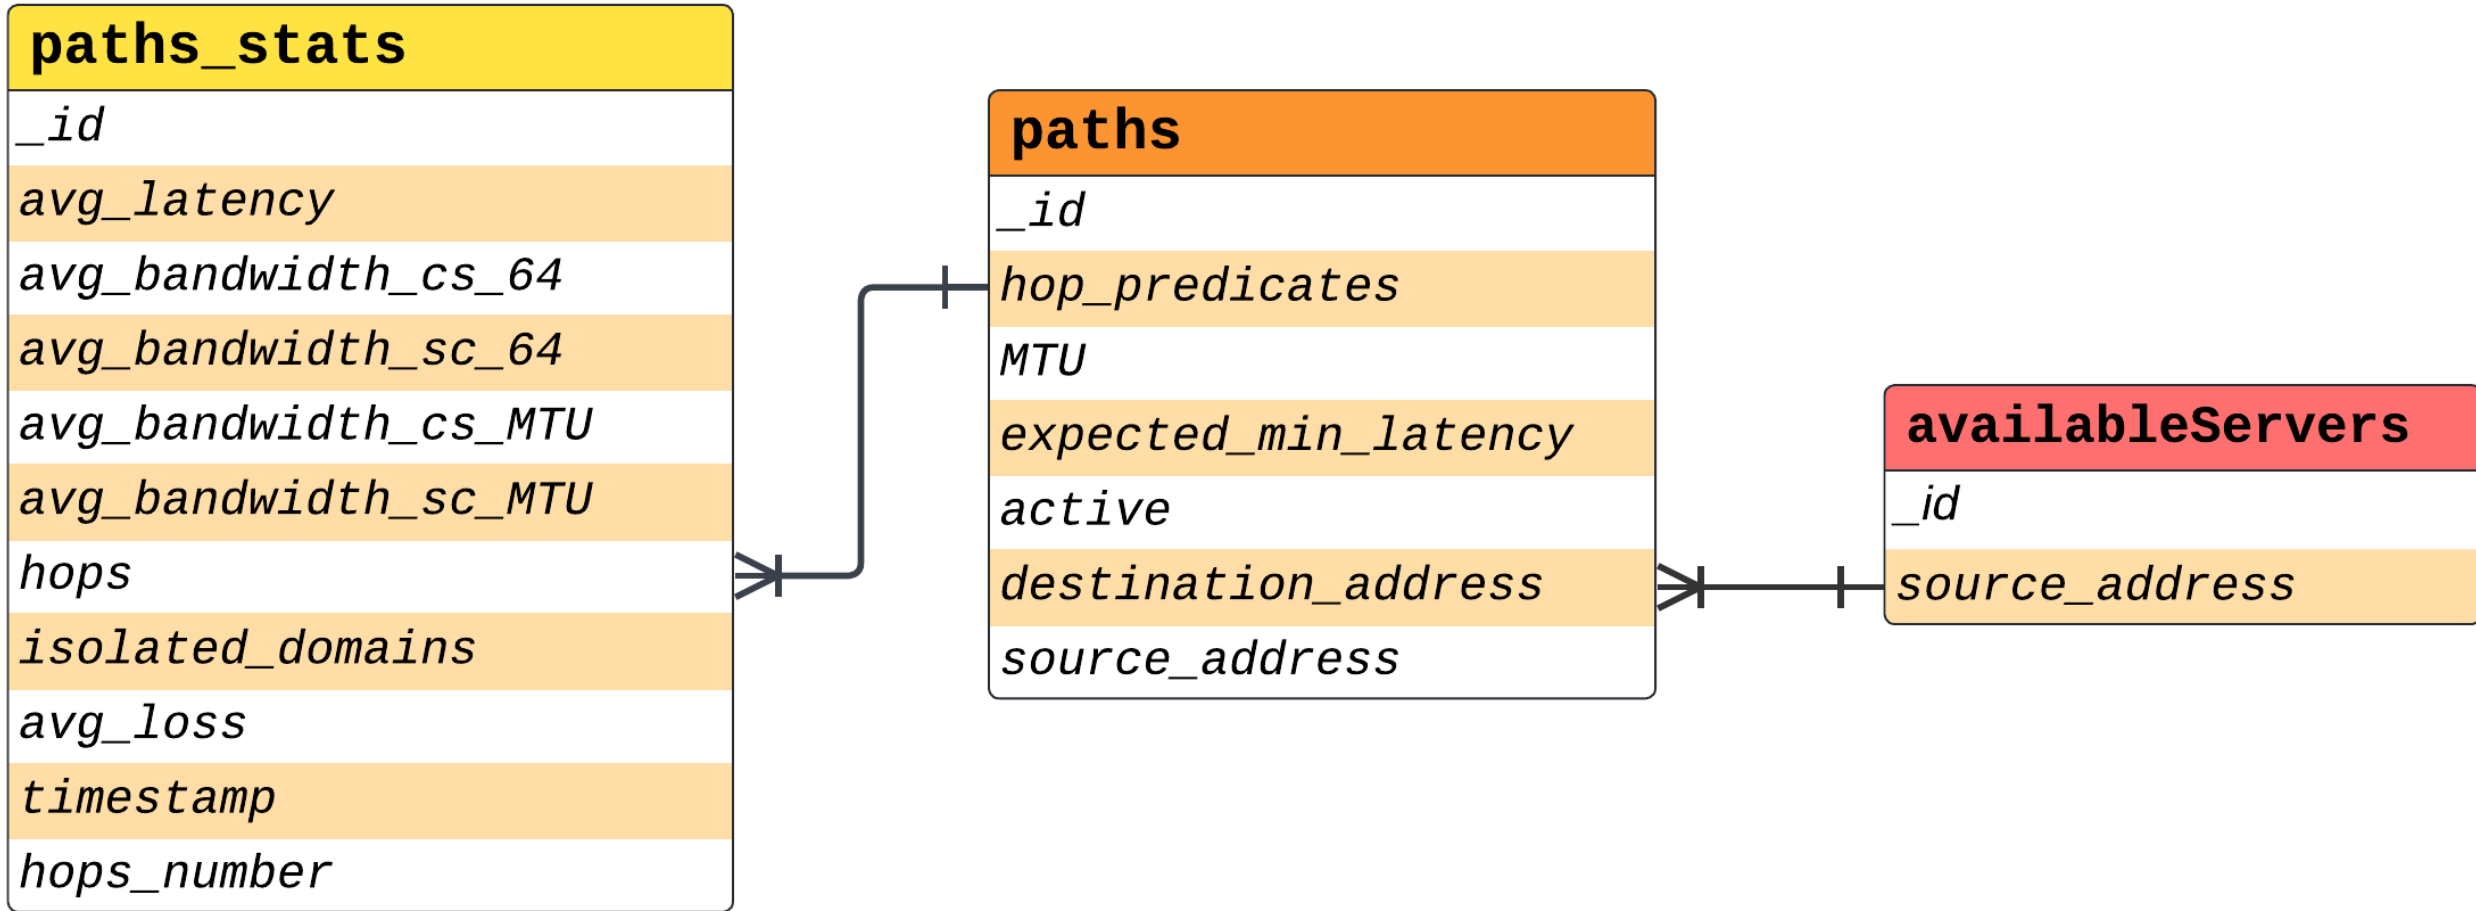 paths_stats
_id
avg_latency
avg_bandwidth_cs_64
avg_bandwidth_sc_64
avg_bandwidth_cs_MTU
avg_bandwidth_sc_MTU
hops
isolated_domains
avg_loss
timestamp
hops_number
paths
_id
hop_predicates
MTU
expected_min_latency
active
destination_address
source_address
availableServers
_id
source_address